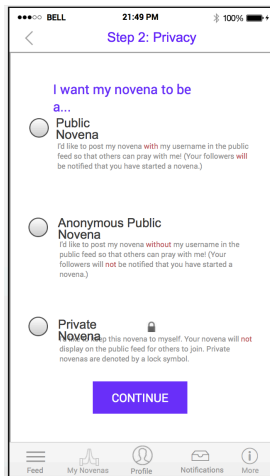 BELL 21:49 PM 100%
Step 2: Privacy
I want my novena to be
a...
Public
Novena
I'd like to post my novena with my username in the public
feed so that others can pray with me! (Your followers will
be notified that you have started a novena.)
Anonymous Public
Novena
I'd like to post my novena without my username in the
public feed so that others can pray with me! (Your
followers will not be notified that you have started a
novena.)
Private
Novena
keep this novena to myself. Your novena will not
display on the public feed for others to join. Private
novenas are denoted by a lock symbol.
CONTINUE
Feed My Novenas Profile Notifications More